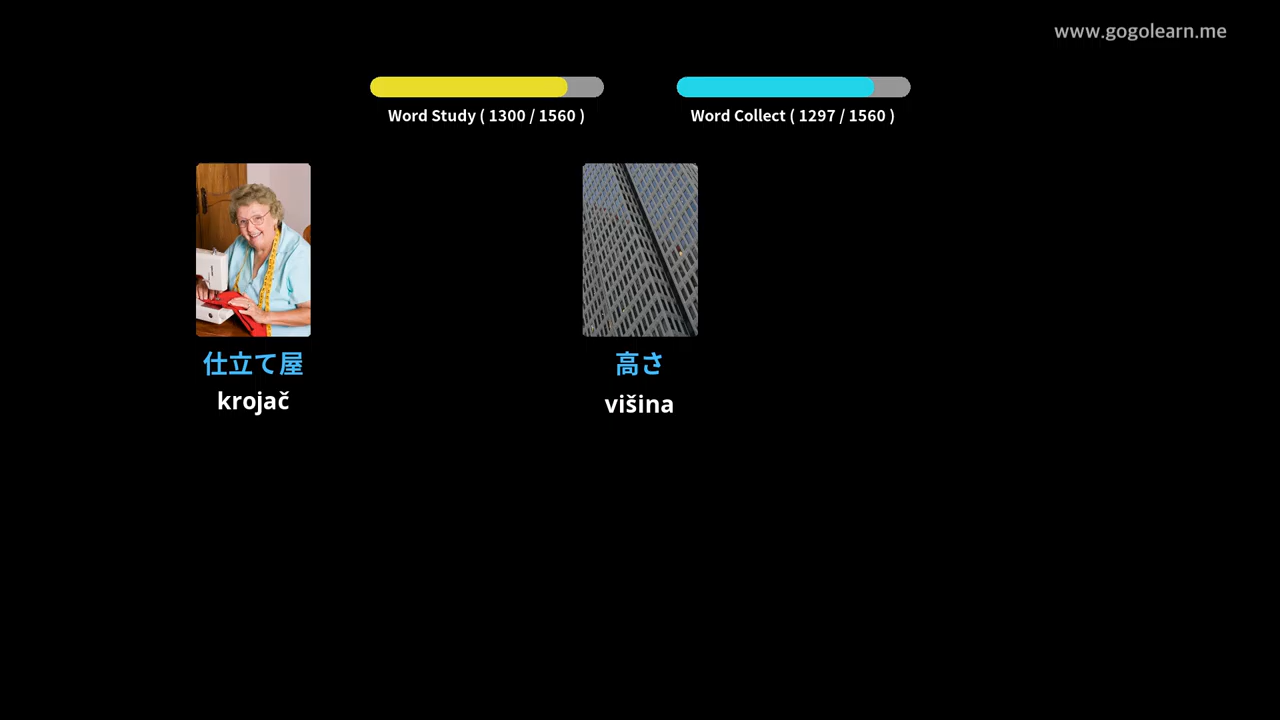 www.gogolearn.me
Word Study ( 1300 / 1560 )
Word Collect ( 1297 / 1560 )
仕立て屋
krojač
高さ
višina